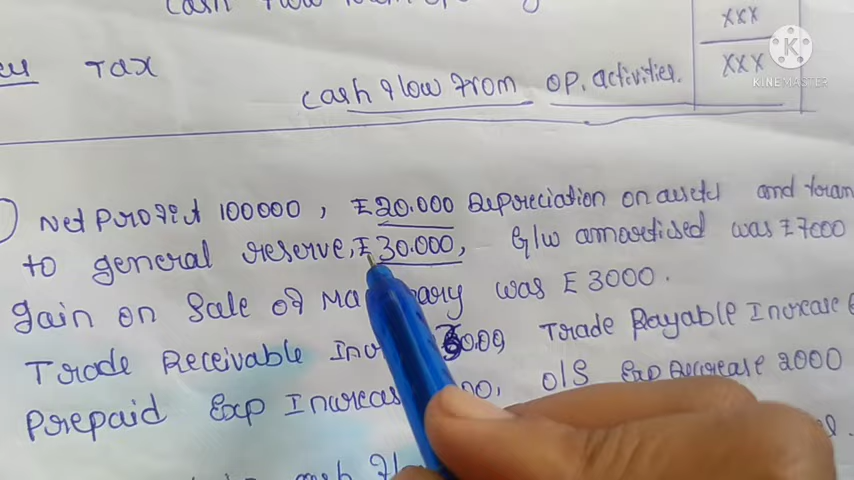 XXX
Tax
XXX
KINEMASTER
cash flow from op. activities.
Net Profit 100000, ₹20.000 Depreciation on assets and
to general reserve, ₹30.000, G/w amortised was ₹7000
gain on Sale of was ₹3000.
Trade Receivable Trade Payable Increase
Prepaid Exp O/S Exp Decrease 2000